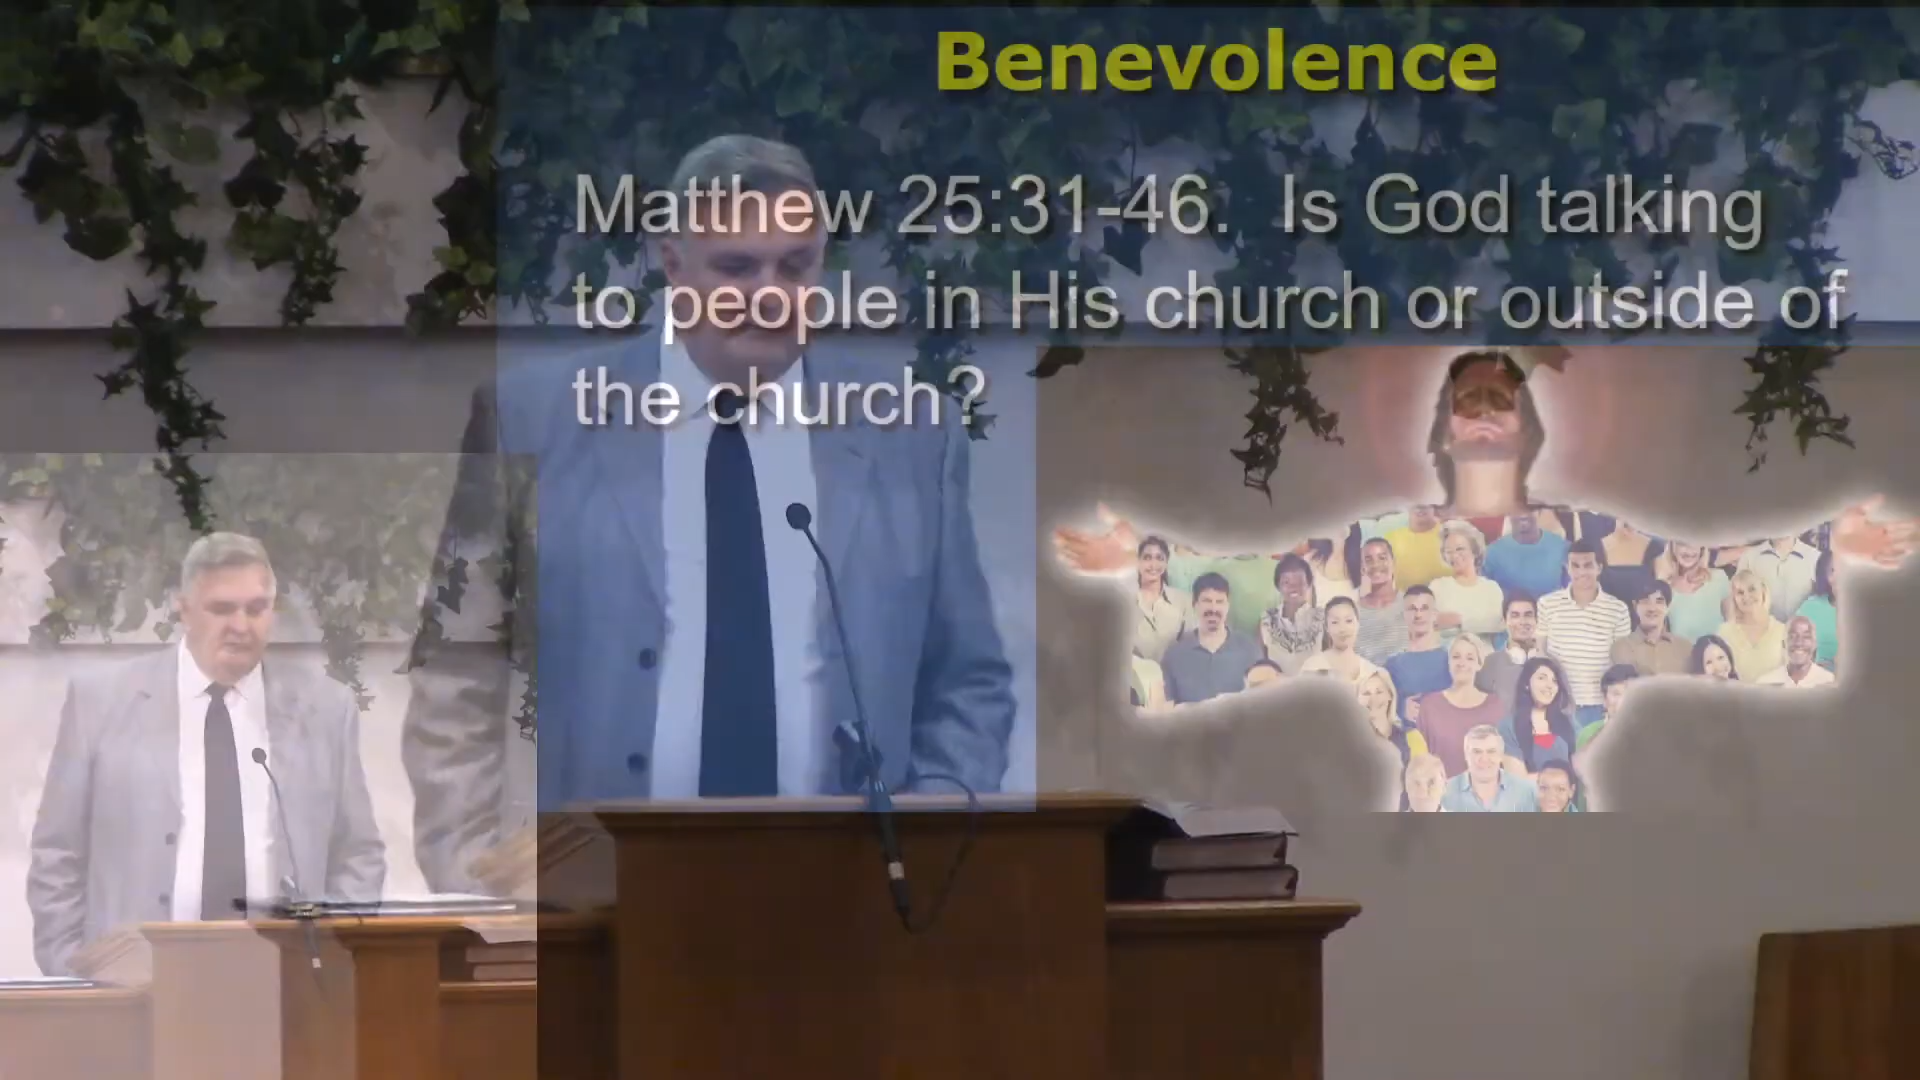 Benevolence
Matthew 25:31-46.  Is God talking
to people in His church or outside of
the church?